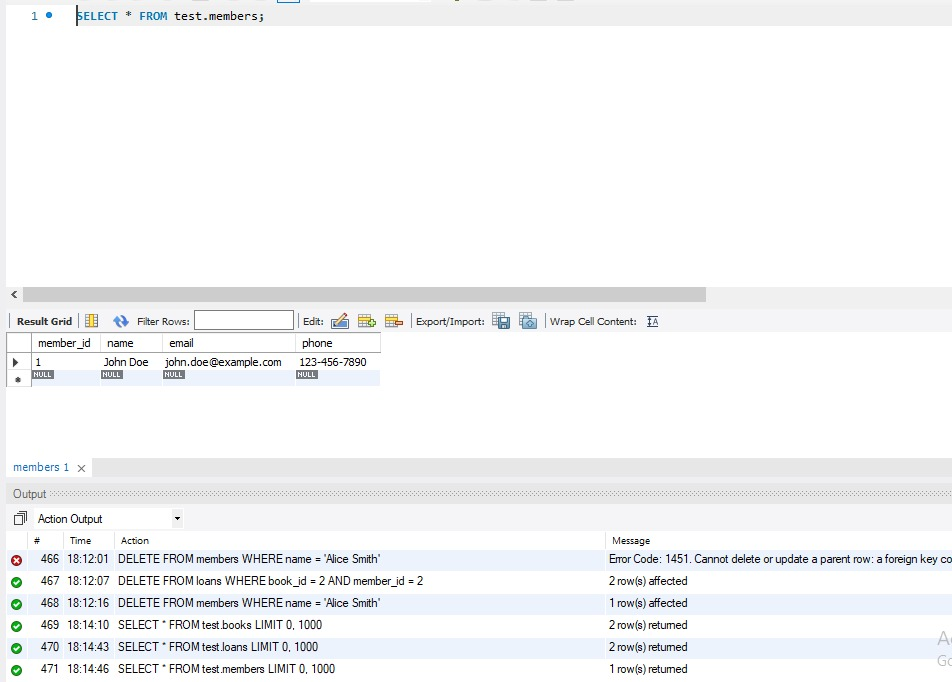 1 SELECT * FROM test.members;
Result Grid Filter Rows: Edit: Export/Import: Wrap Cell Content:
member_id name email phone
1 John Doe john.doe@example.com 123-456-7890
NULL NULL NULL NULL
members 1
Output
Action Output
# Time Action Message
466 18:12:01 DELETE FROM members WHERE name = 'Alice Smith' Error Code: 1451. Cannot delete or update a parent row: a foreign key co
467 18:12:07 DELETE FROM loans WHERE book_id = 2 AND member_id = 2 2 row(s) affected
468 18:12:16 DELETE FROM members WHERE name = 'Alice Smith' 1 row(s) affected
469 18:14:10 SELECT * FROM test.books LIMIT 0, 1000 2 row(s) returned
470 18:14:43 SELECT * FROM test.loans LIMIT 0, 1000 2 row(s) returned
471 18:14:46 SELECT * FROM test.members LIMIT 0, 1000 1 row(s) returned